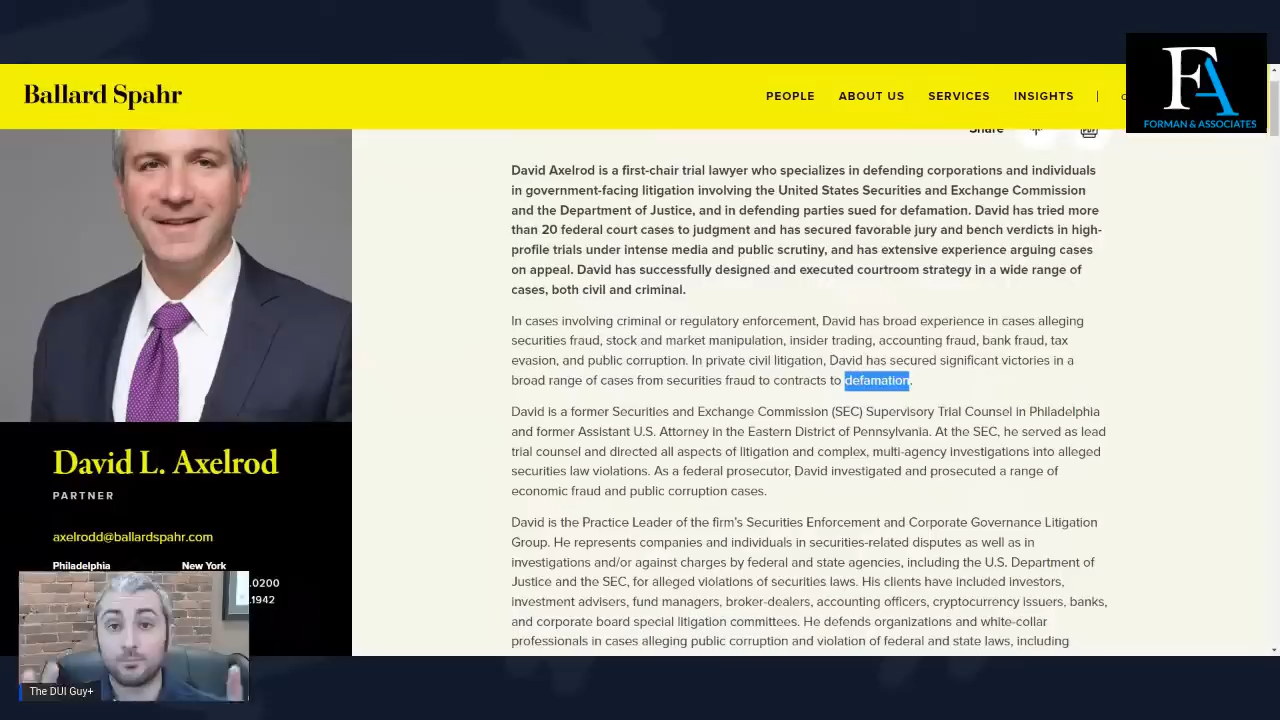 Ballard Spahr
PEOPLE
ABOUT US
SERVICES
INSIGHTS
FA
FORMAN & ASSOCIATES
Share
David Axelrod is a first-chair trial lawyer who specializes in defending corporations and individuals
in government-facing litigation involving the United States Securities and Exchange Commission
and the Department of Justice, and in defending parties sued for defamation. David has tried more
than 20 federal court cases to judgment and has secured favorable jury and bench verdicts in high-
profile trials under intense media and public scrutiny, and has extensive experience arguing cases
on appeal. David has successfully designed and executed courtroom strategy in a wide range of
cases, both civil and criminal.
In cases involving criminal or regulatory enforcement, David has broad experience in cases alleging
securities fraud, stock and market manipulation, insider trading, accounting fraud, bank fraud, tax
evasion, and public corruption. In private civil litigation, David has secured significant victories in a
broad range of cases from securities fraud to contracts to defamation.
David is a former Securities and Exchange Commission (SEC) Supervisory Trial Counsel in Philadelphia
and former Assistant U.S. Attorney in the Eastern District of Pennsylvania. At the SEC, he served as lead
trial counsel and directed all aspects of litigation and complex, multi-agency investigations into alleged
securities law violations. As a federal prosecutor, David investigated and prosecuted a range of
economic fraud and public corruption cases.
David is the Practice Leader of the firm's Securities Enforcement and Corporate Governance Litigation
Group. He represents companies and individuals in securities-related disputes as well as in
investigations and/or against charges by federal and state agencies, including the U.S. Department of
Justice and the SEC, for alleged violations of securities laws. His clients have included investors,
investment advisers, fund managers, broker-dealers, accounting officers, cryptocurrency issuers, banks,
and corporate board special litigation committees. He defends organizations and white-collar
professionals in cases alleging public corruption and violation of federal and state laws, including
David L. Axelrod
PARTNER
axelrodd@ballardspahr.com
Philadelphia
New York
.0200
.1942
The DUI Guy+